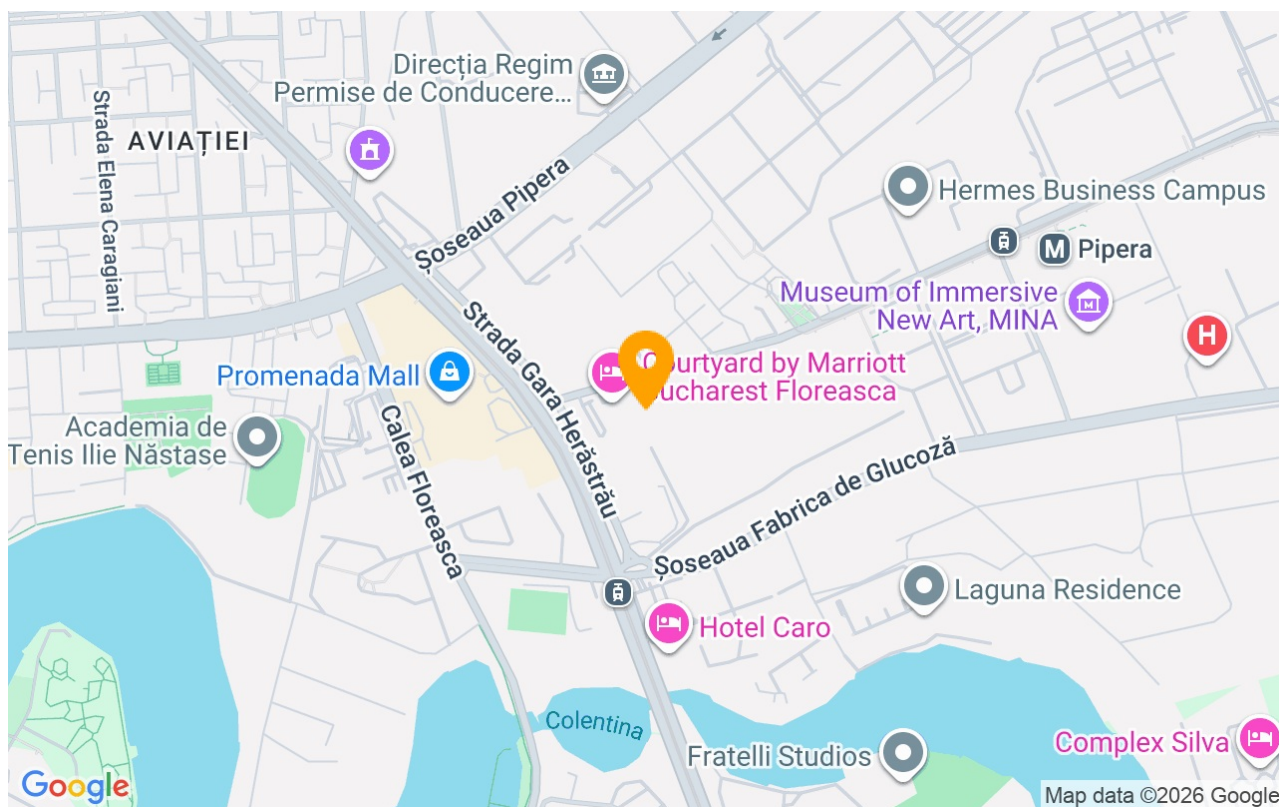 Direcția Regim
Permise de Conducere…
AVIAȚIEI
Strada Elena Caragiani
Șoseaua Pipera
Hermes Business Campus
M Pipera
Museum of Immersive
New Art, MINA
H
Strada Gara Herăstrău
Promenada Mall
Courtyard by Marriott
Bucharest Floreasca
Academia de
Tenis Ilie Năstase
Calea Floreasca
Șoseaua Fabrica de Glucoză
Laguna Residence
Hotel Caro
Colentina
Fratelli Studios
Complex Silva
Google
Map data ©2026 Google